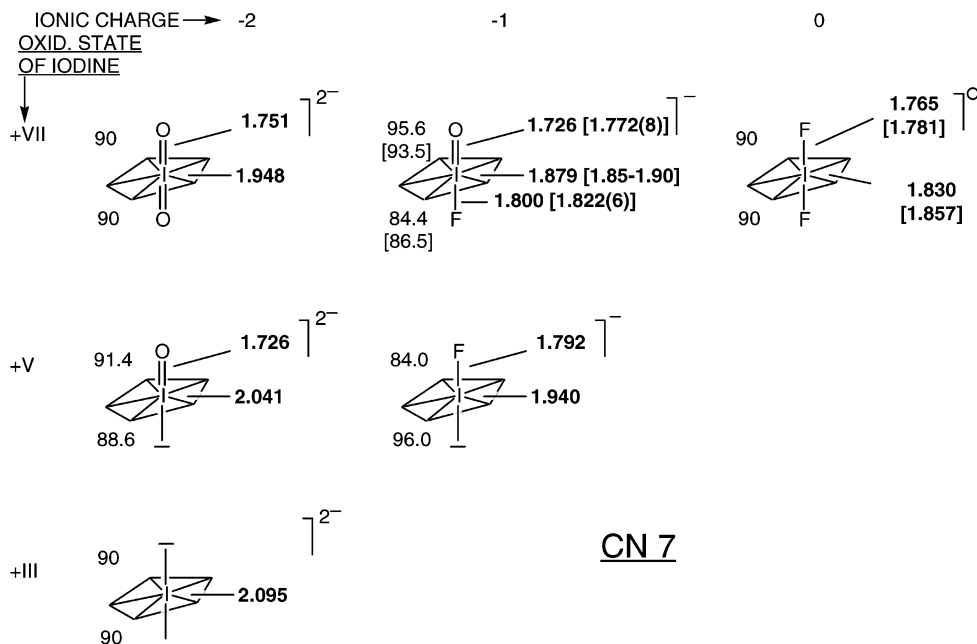 IONIC CHARGE -2 -1 0
OXID. STATE
OF IODINE
+VII
90 O 1.751 2–
I 1.948
90 O
95.6 O 1.726 [1.772(8)] –
[93.5]
I 1.879 [1.85-1.90]
1.800 [1.822(6)]
84.4 F
[86.5]
90 F 1.765 O
[1.781]
I 1.830
90 F [1.857]
+V
91.4 O 1.726 2–
I 2.041
88.6
84.0 F 1.792 –
I 1.940
96.0
+III
90 2–
I 2.095
90
CN 7